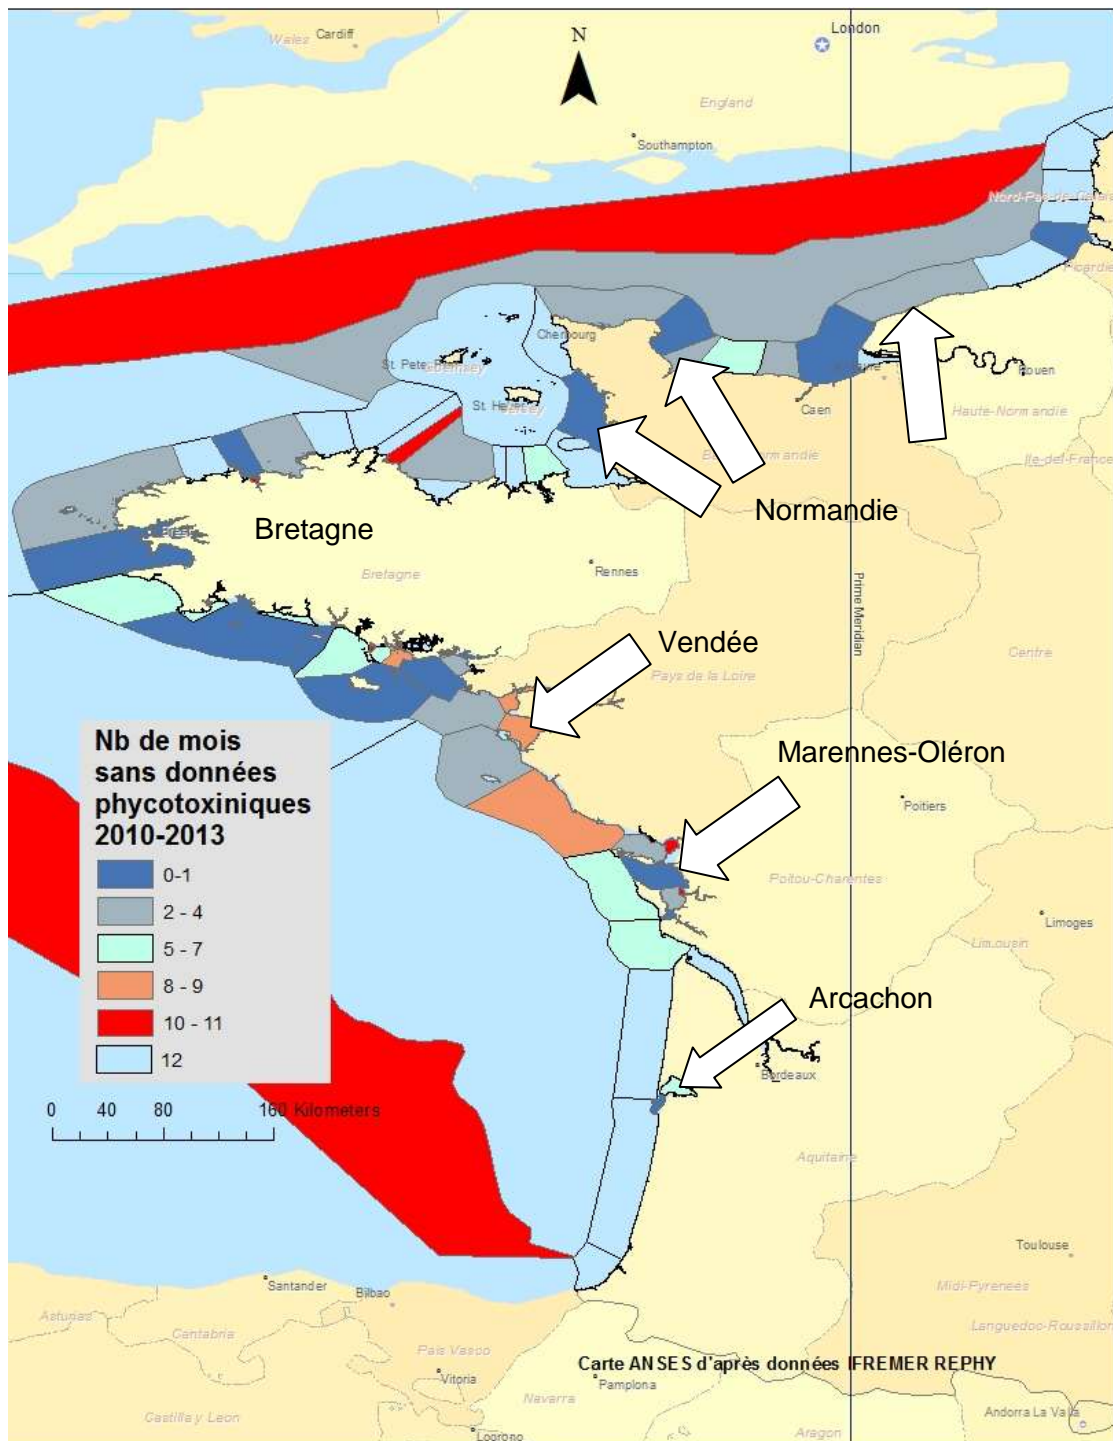 Wales
Cardiff
London
N
England
Southampton
Nord-Pas-de-Calais
Picardie
Cherbourg
St. Pete
Guernsey
St. Helier
Jersey
Rouen
Caen
Haute-Normandie
Ile-de-France
Normandie
Bretagne
Brest
Bretagne
Rennes
Prime Meridian
Vendée
Centre
Pays de la Loire
Marennes-Oléron
Poitiers
Poitou-Charentes
Limoges
Limousin
Nb de mois
sans données
phycotoxiniques
2010-2013
0-1
2 - 4
5 - 7
8 - 9
10 - 11
12
0 40 80 160 Kilometers
Arcachon
Bordeaux
Aquitaine
Toulouse
Midi-Pyrenees
Santander
Bilbao
Asturias
Cantabria
Languedoc-Roussillon
Pais Vasco
Carte ANSES d'après données IFREMER REPHY
Vitoria
Pamplona
Navarra
Castilla y Leon
Andorra La Vella
Logrono
Aragon